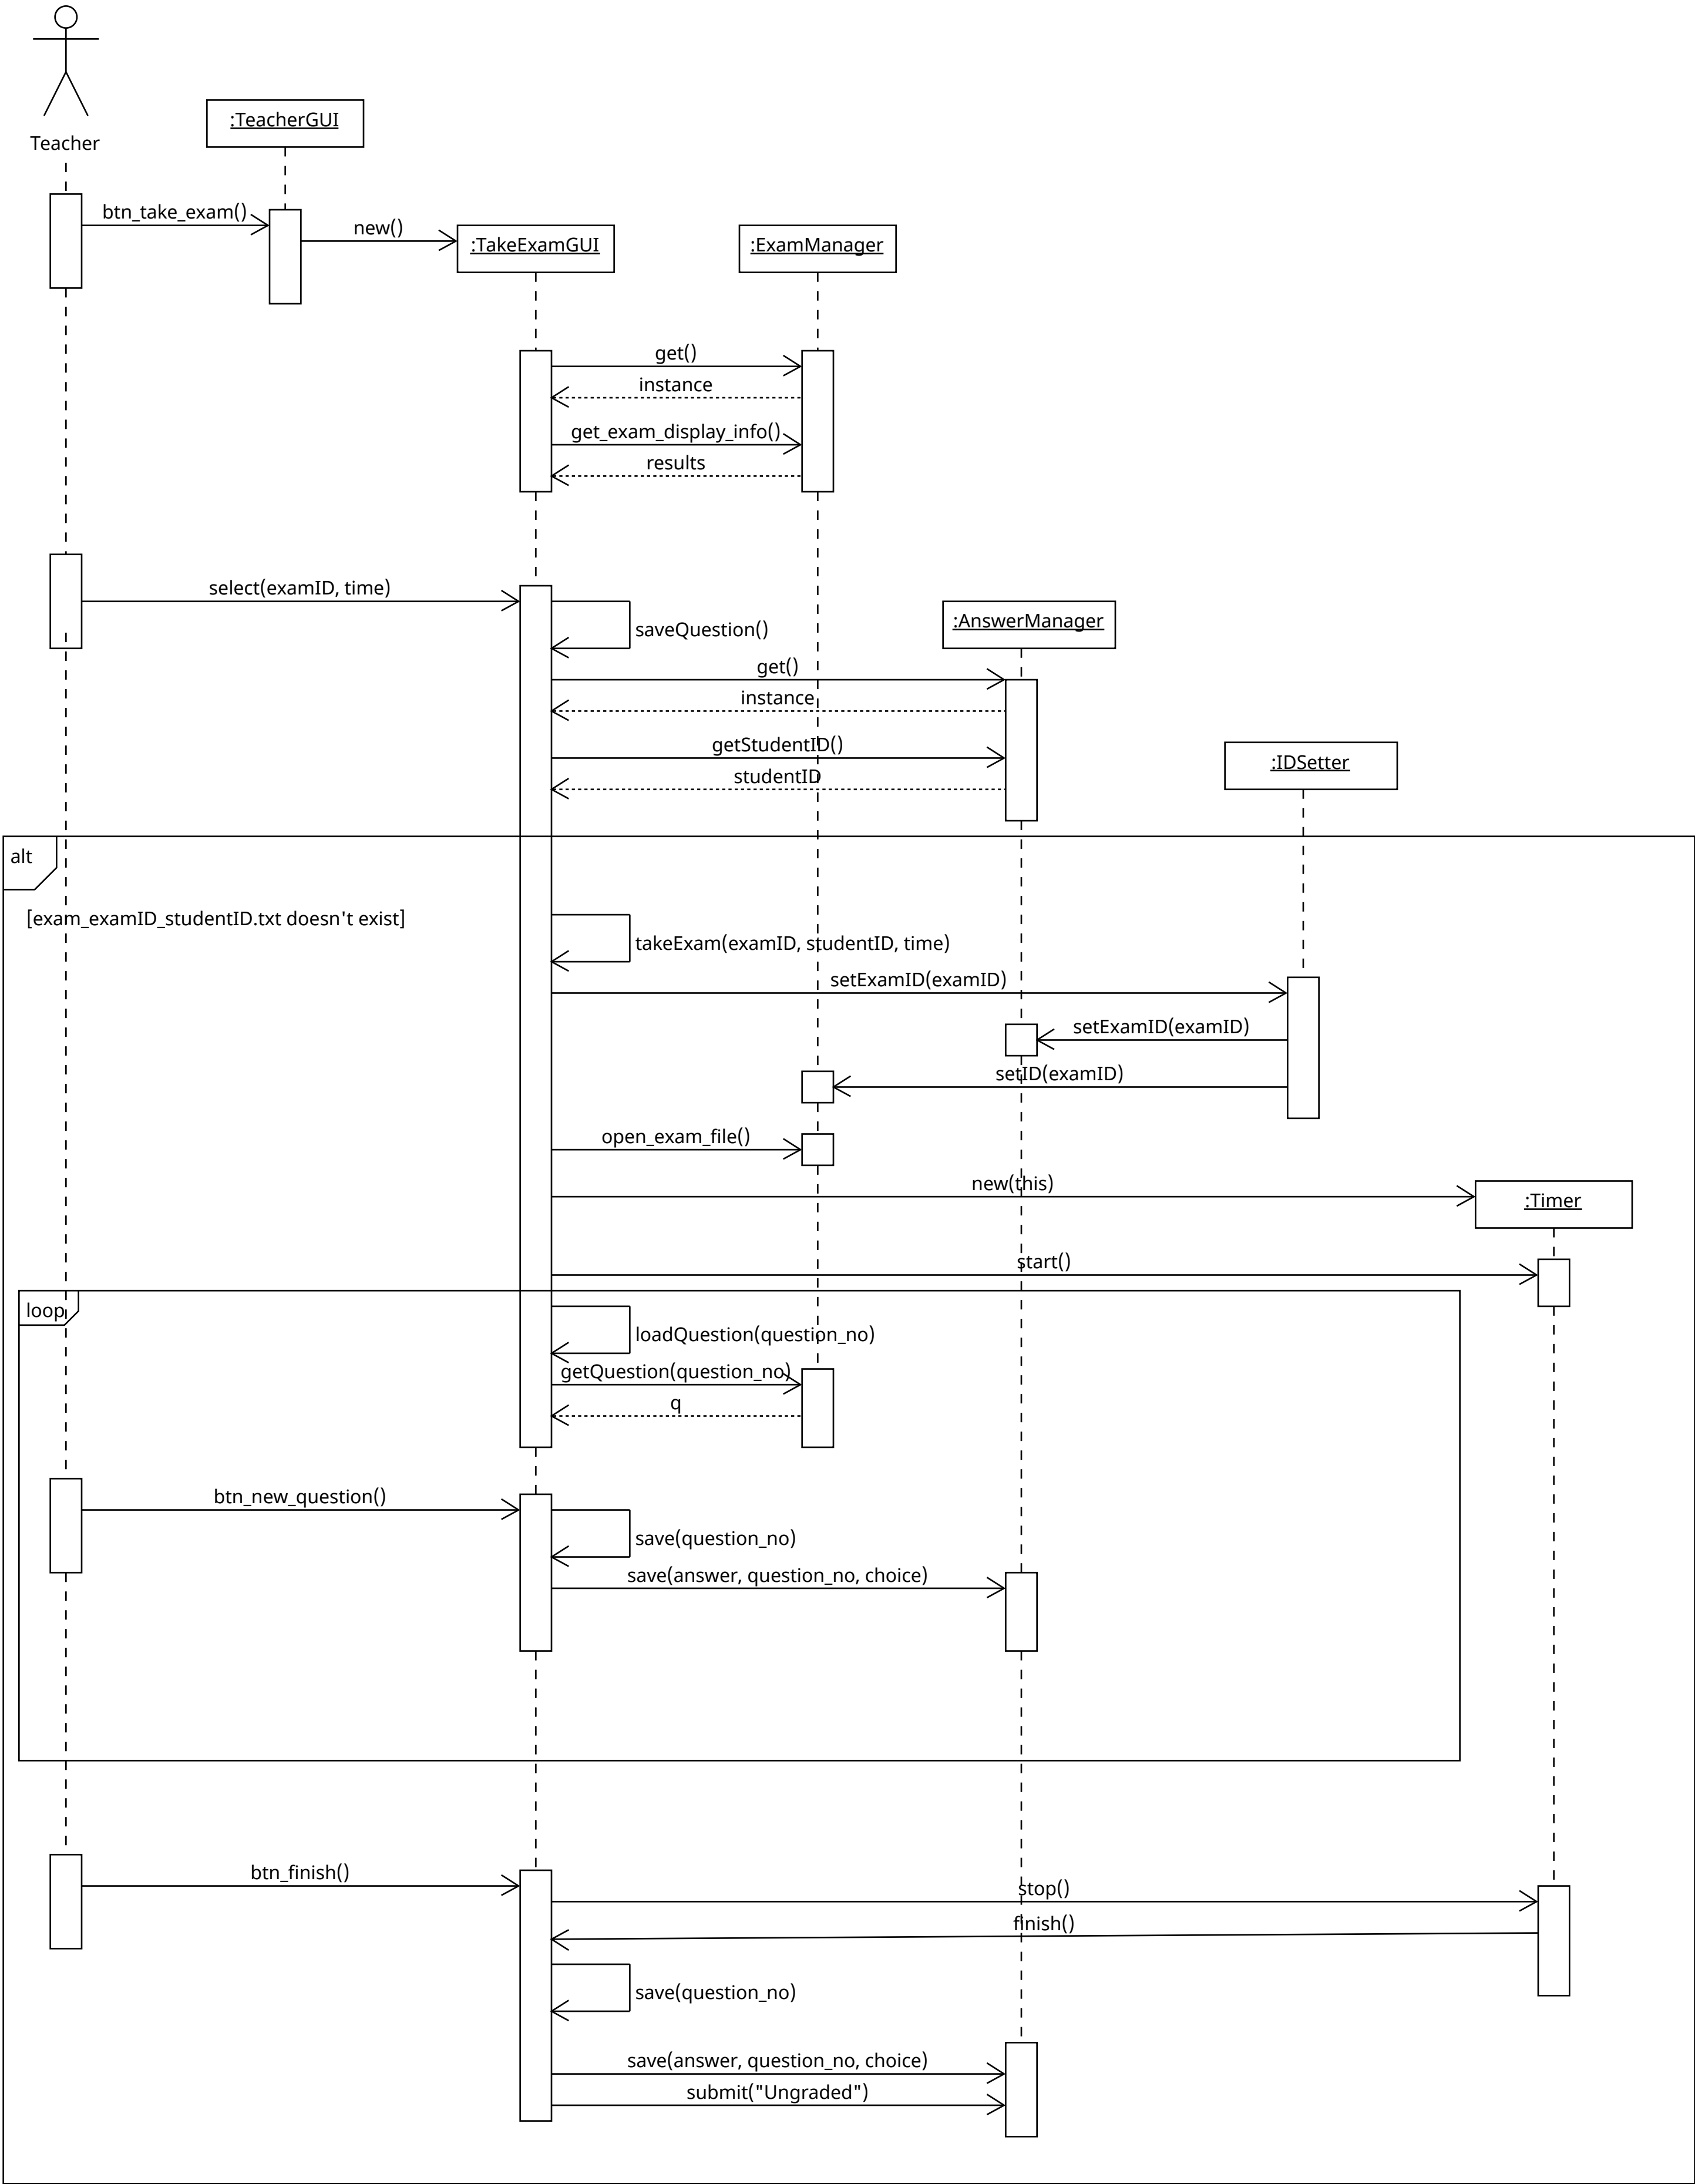 Teacher
:TeacherGUI
btn_take_exam()
new()
:TakeExamGUI
:ExamManager
get()
instance
get_exam_display_info()
results
select(examID, time)
saveQuestion()
:AnswerManager
get()
instance
getStudentID()
studentID
:IDSetter
alt
[exam_examID_studentID.txt doesn't exist]
takeExam(examID, studentID, time)
setExamID(examID)
setExamID(examID)
setID(examID)
open_exam_file()
new(this)
:Timer
start()
loop
loadQuestion(question_no)
getQuestion(question_no)
q
btn_new_question()
save(question_no)
save(answer, question_no, choice)
btn_finish()
stop()
finish()
save(question_no)
save(answer, question_no, choice)
submit("Ungraded")